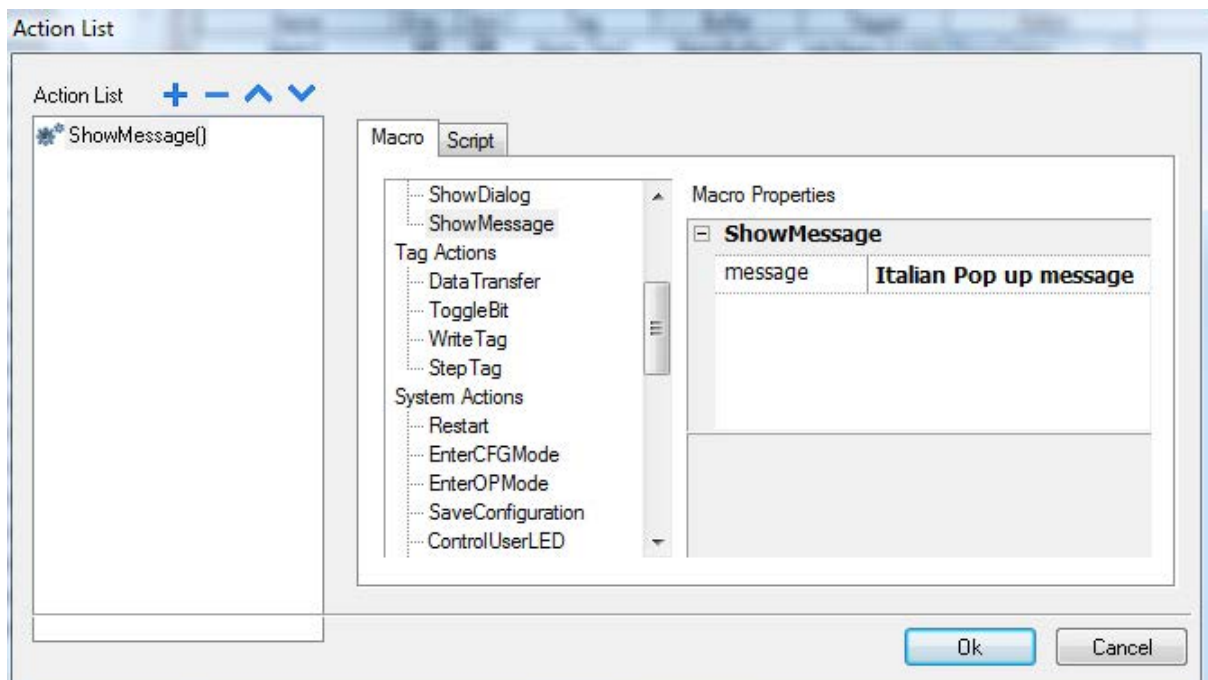 Action List
Action List
ShowMessage()
Macro
Script
ShowDialog
ShowMessage
Tag Actions
DataTransfer
ToggleBit
WriteTag
StepTag
System Actions
Restart
EnterCFGMode
EnterOPMode
SaveConfiguration
ControlUserLED
Macro Properties
ShowMessage
message Italian Pop up message
Ok
Cancel